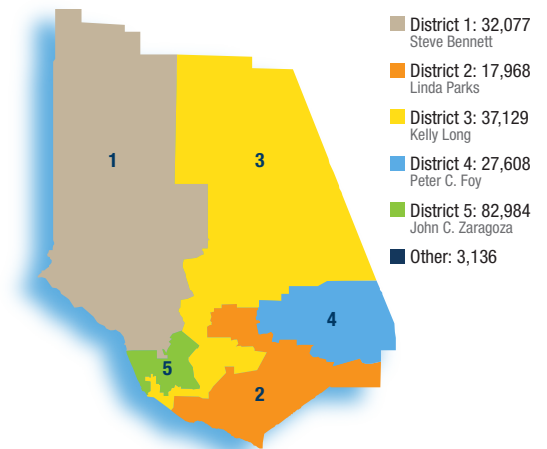 District 1: 32,077
Steve Bennett
District 2: 17,968
Linda Parks
District 3: 37,129
Kelly Long
District 4: 27,608
Peter C. Foy
District 5: 82,984
John C. Zaragoza
Other: 3,136
1
3
4
5
2